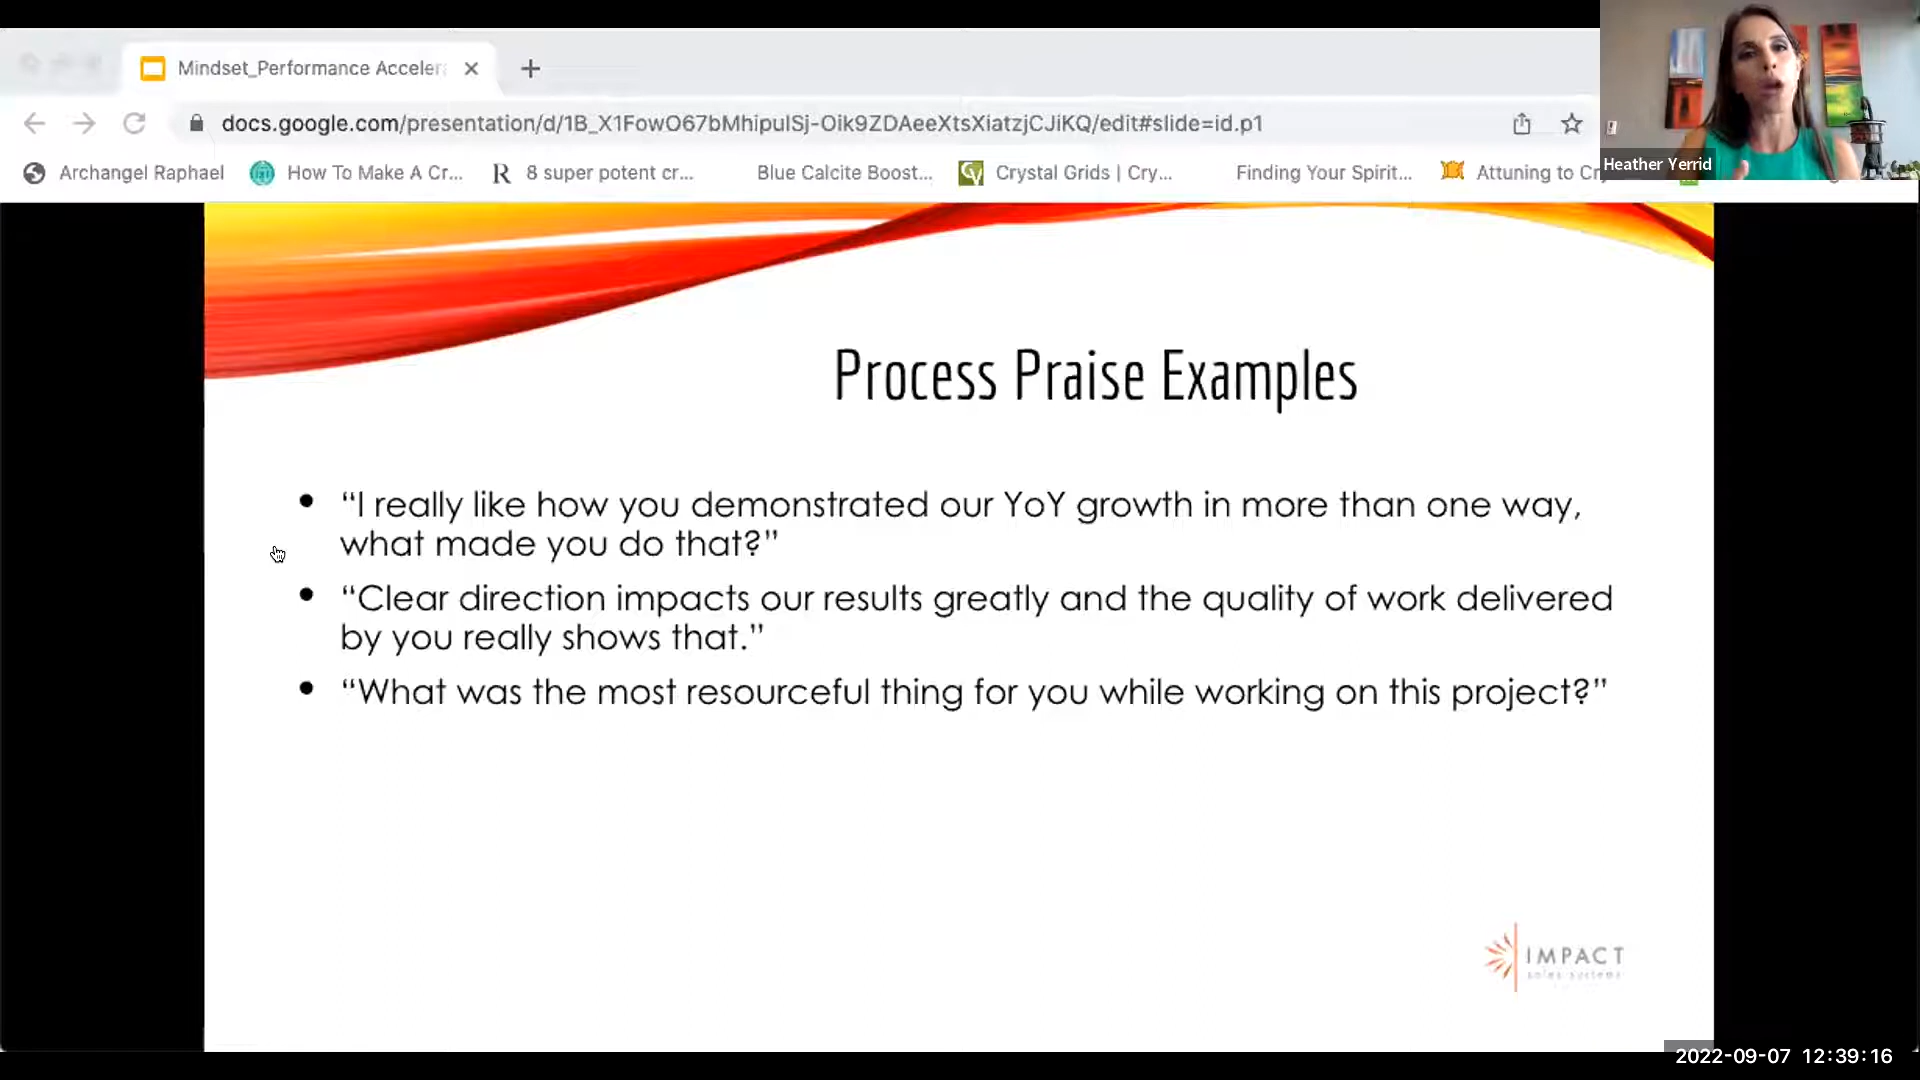 Mindset_Performance Acceler
docs.google.com/presentation/d/1B_X1FowO67bMhipulSj-Oik9ZDAeeXtsXiatzjCJiKQ/edit#slide=id.p1
Archangel Raphael
How To Make A Cr...
R 8 super potent cr...
Blue Calcite Boost...
Crystal Grids | Cry...
Finding Your Spirit...
Attuning to Cry
Heather Yerrid
Process Praise Examples
• “I really like how you demonstrated our YoY growth in more than one way,
what made you do that?”
• “Clear direction impacts our results greatly and the quality of work delivered
by you really shows that.”
• “What was the most resourceful thing for you while working on this project?”
IMPACT
sales systems
2022-09-07 12:39:16